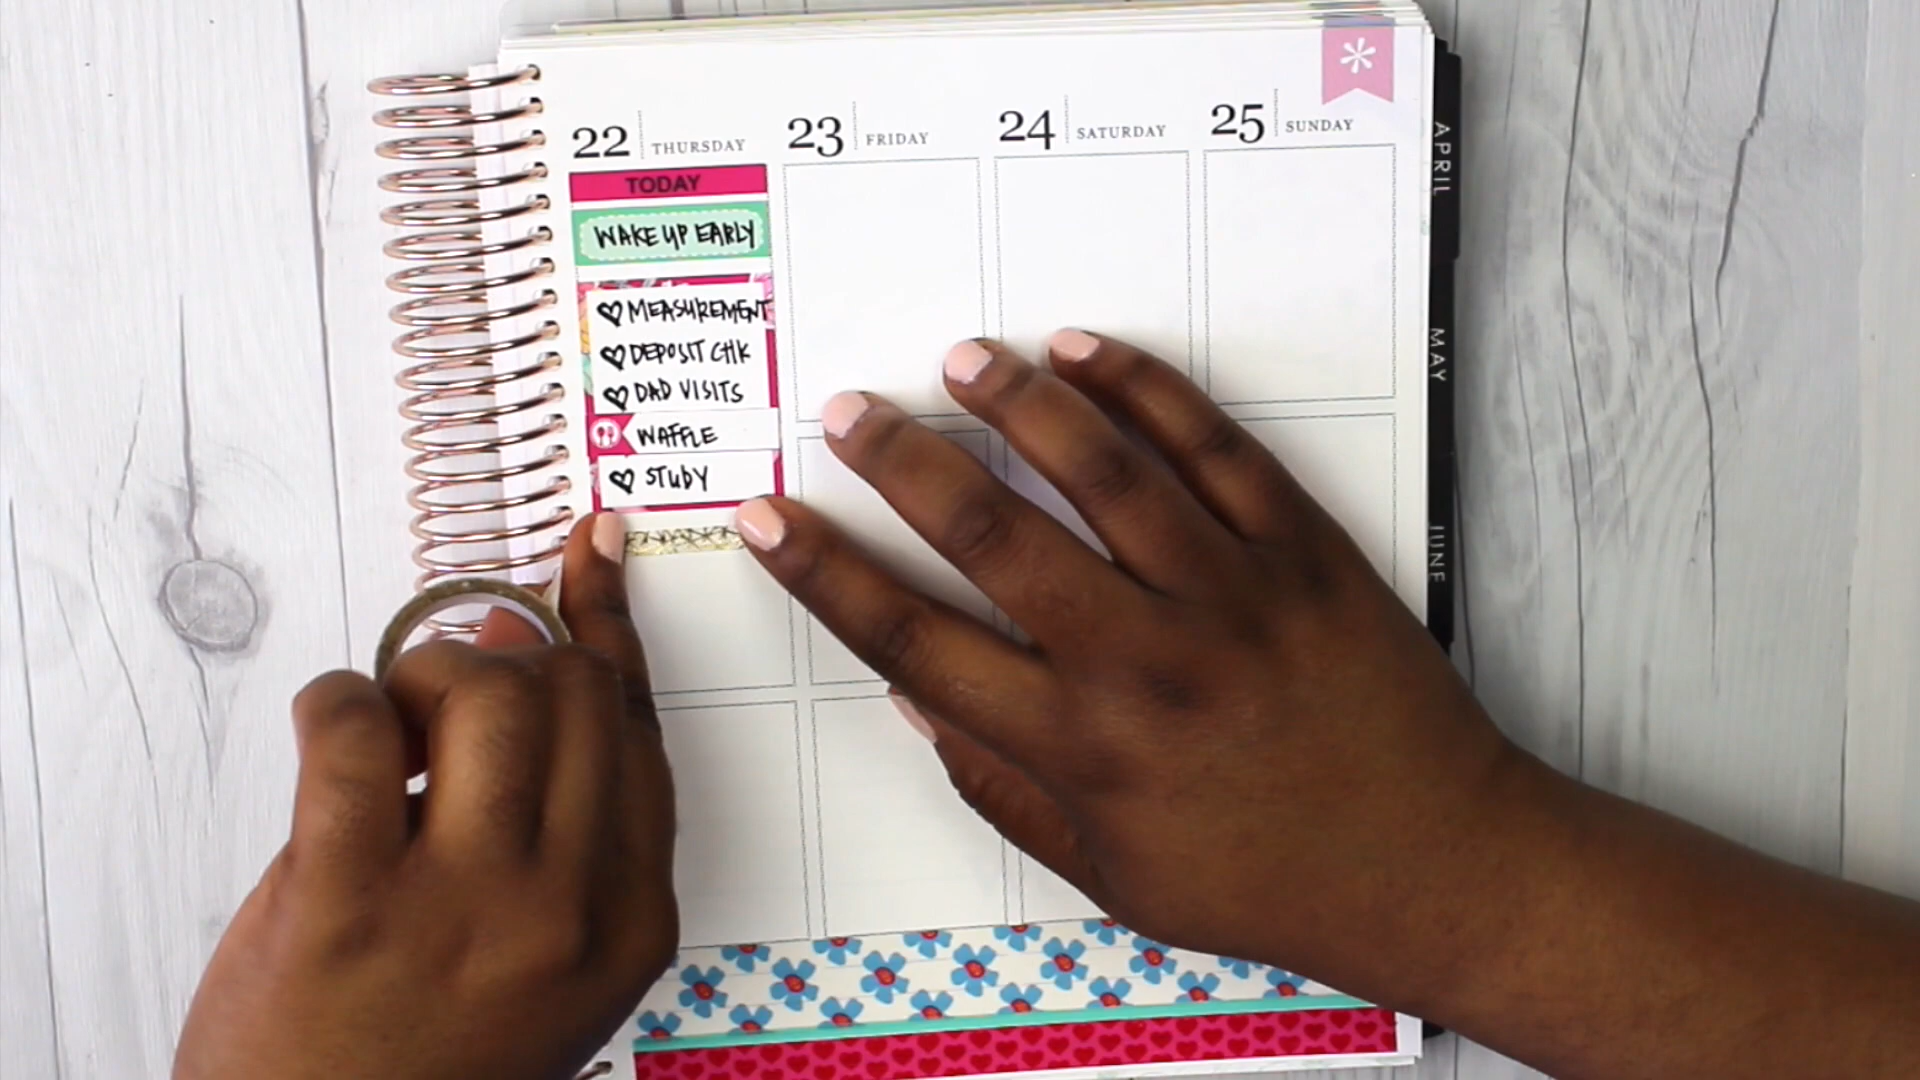 22 THURSDAY 23 FRIDAY 24 SATURDAY 25 SUNDAY
TODAY
WAKE UP EARLY
MEASUREMENT
DEPOSIT CHK
DAD VISITS
WAFFLE
STUDY
APRIL
MAY
JUNE